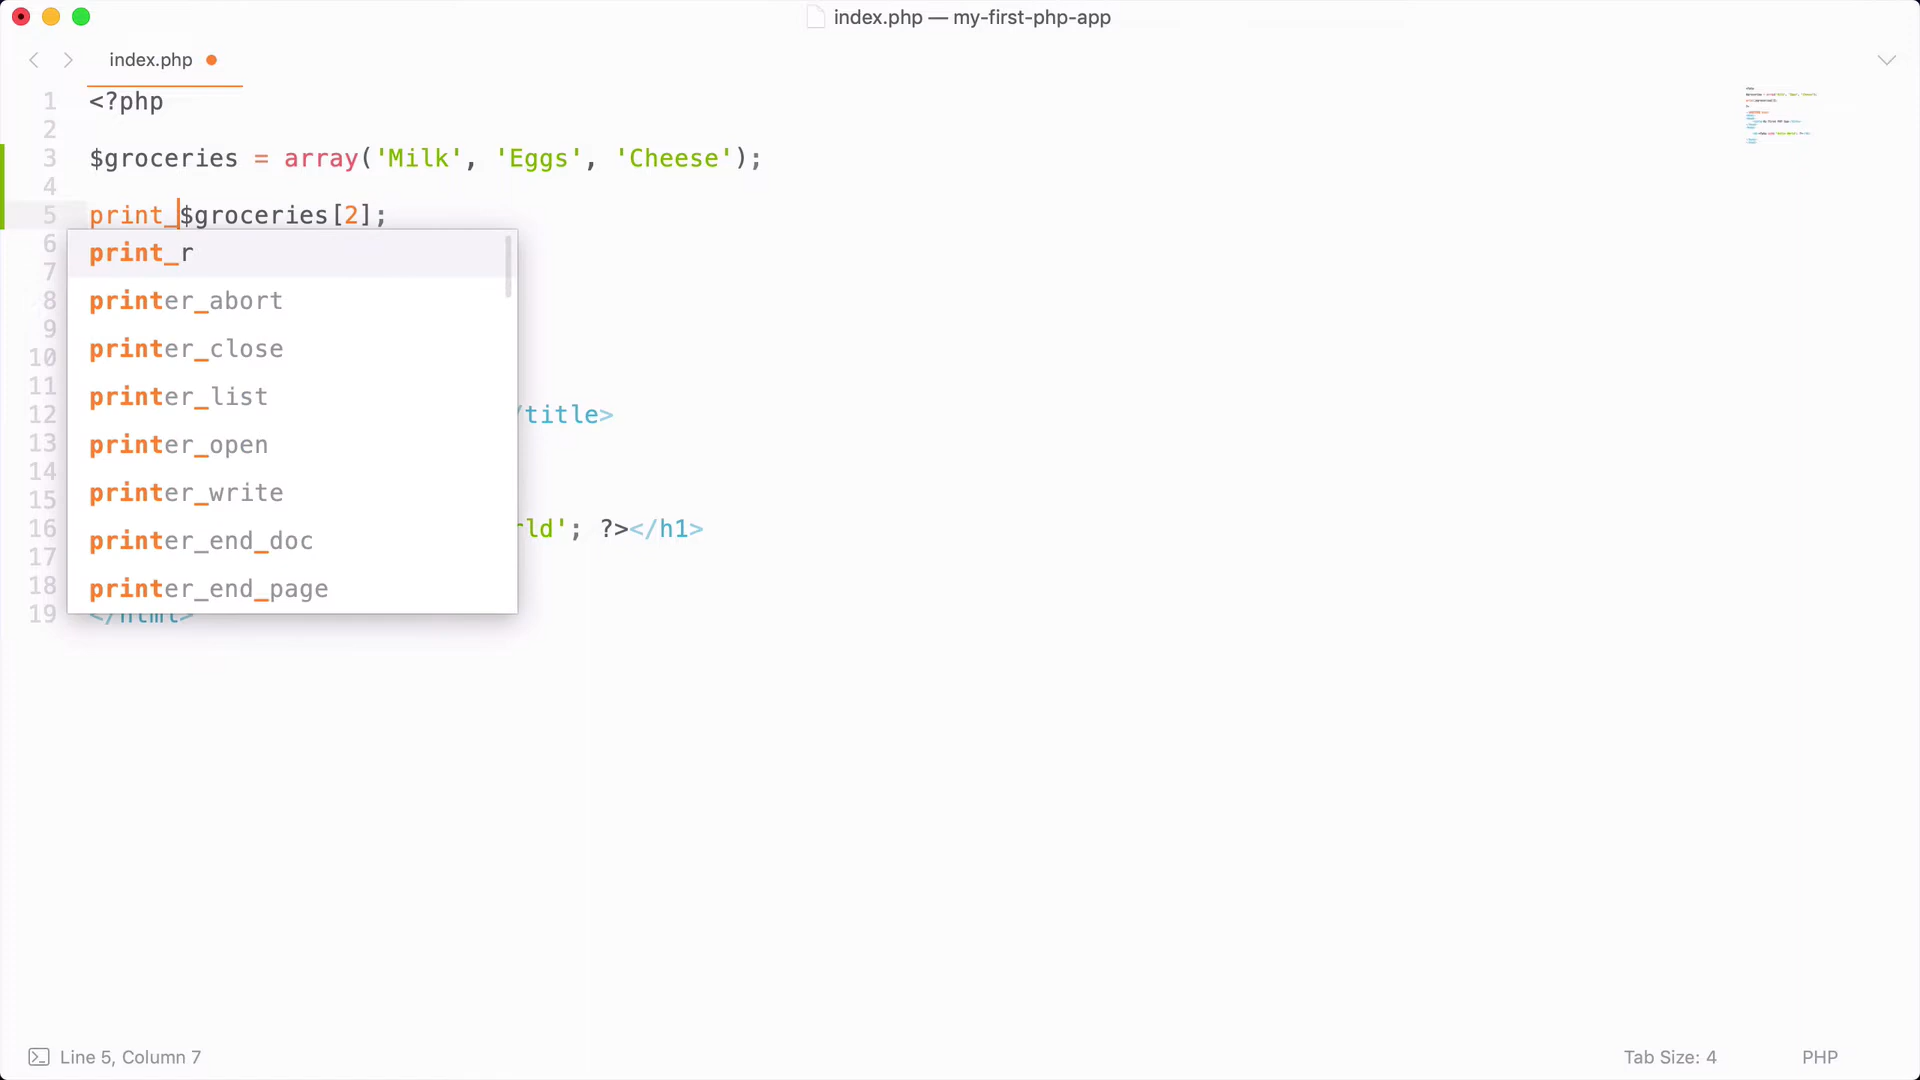 index.php — my-first-php-app
index.php
1 <?php
2
3 $groceries = array('Milk', 'Eggs', 'Cheese');
4
5 print_$groceries[2];
6 print_r
7
8 printer_abort
9 printer_close
10
11 printer_list
12 /title>
13 printer_open
14
15 printer_write
16 rld'; ?></h1>
17 printer_end_doc
18 printer_end_page
19 </html>
Line 5, Column 7
Tab Size: 4
PHP